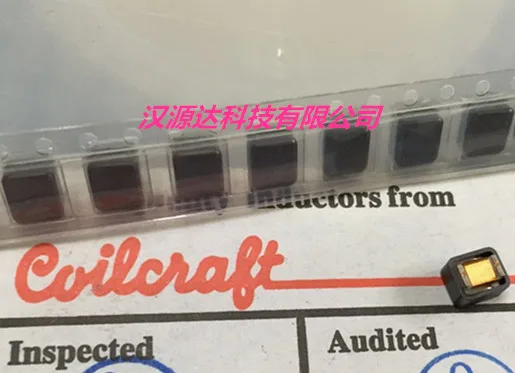 汉源达科技有限公司
inductors from
Coilcraft
Inspected
Audited